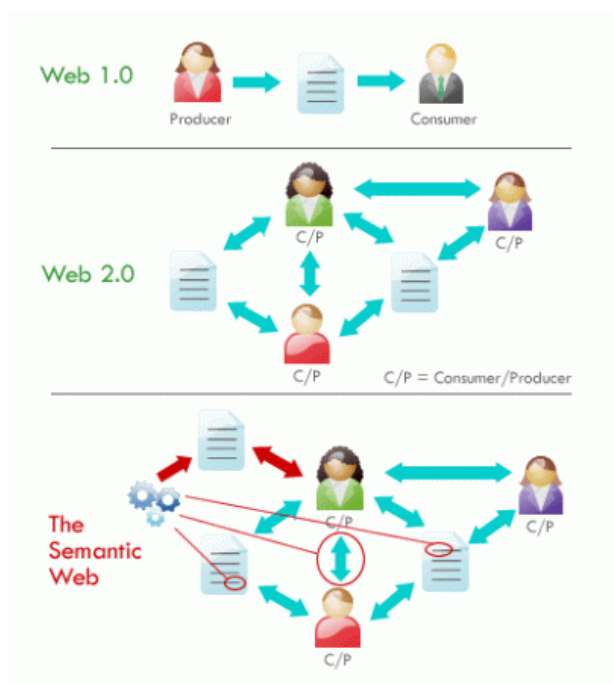 Web 1.0
Producer
Consumer
C/P
C/P
Web 2.0
C/P
C/P = Consumer/Producer
C/P
C/P
The
Semantic
Web
C/P